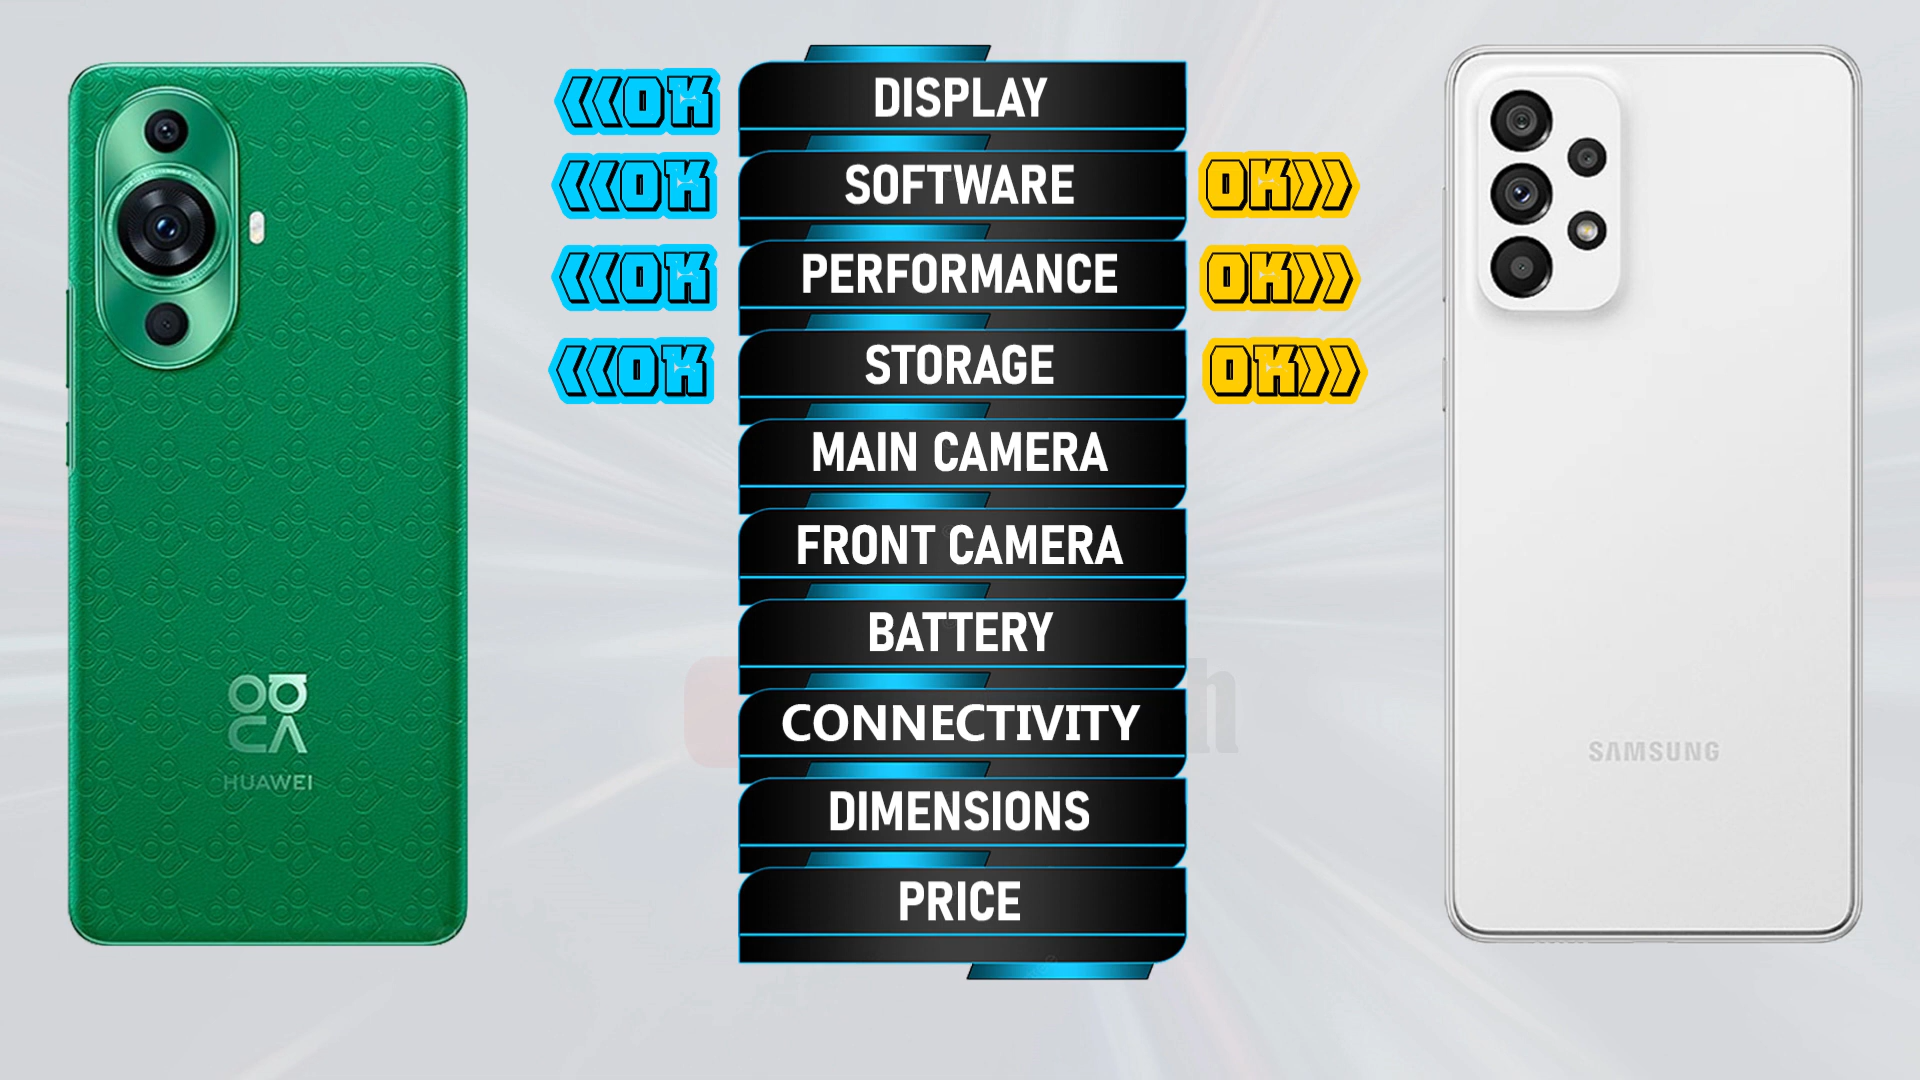 <<OK DISPLAY
<<OK SOFTWARE OK>>
<<OK PERFORMANCE OK>>
<<OK STORAGE OK>>
MAIN CAMERA
FRONT CAMERA
BATTERY
CONNECTIVITY
DIMENSIONS
PRICE
HUAWEI
SAMSUNG